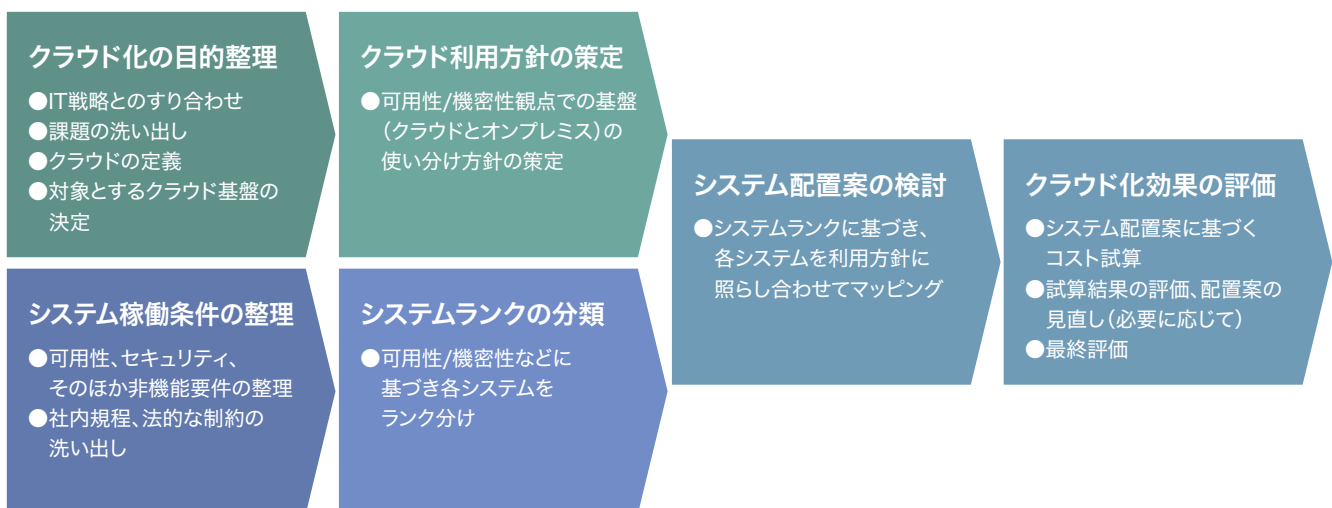 クラウド化の目的整理
●IT戦略とのすり合わせ
●課題の洗い出し
●クラウドの定義
●対象とするクラウド基盤の
決定
クラウド利用方針の策定
●可用性/機密性観点での基盤
(クラウドとオンプレミス)の
使い分け方針の策定
システム稼働条件の整理
●可用性、セキュリティ、
そのほか非機能要件の整理
●社内規程、法的な制約の
洗い出し
システムランクの分類
●可用性/機密性などに
基づき各システムを
ランク分け
システム配置案の検討
●システムランクに基づき、
各システムを利用方針に
照らし合わせてマッピング
クラウド化効果の評価
●システム配置案に基づく
コスト試算
●試算結果の評価、配置案の
見直し(必要に応じて)
●最終評価